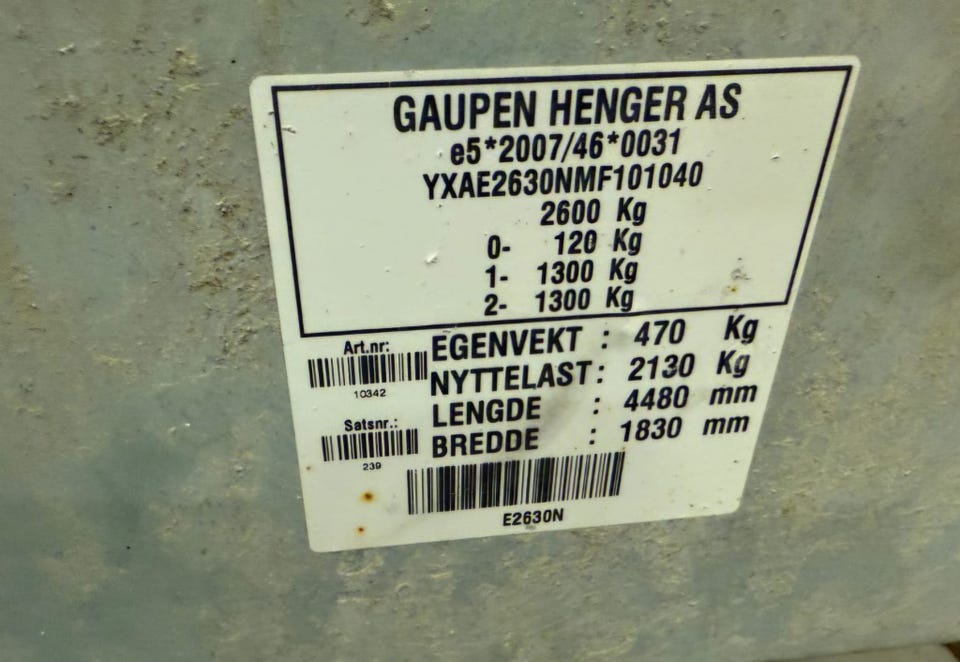 GAUPEN HENGER AS
e5*2007/46*0031
YXAE2630NMF101040
2600 Kg
0- 120 Kg
1- 1300 Kg
2- 1300 Kg
Art.nr:
10342
Satsnr.:
239
EGENVEKT : 470 Kg
NYTTELAST : 2130 Kg
LENGDE : 4480 mm
BREDDE : 1830 mm
E2630N